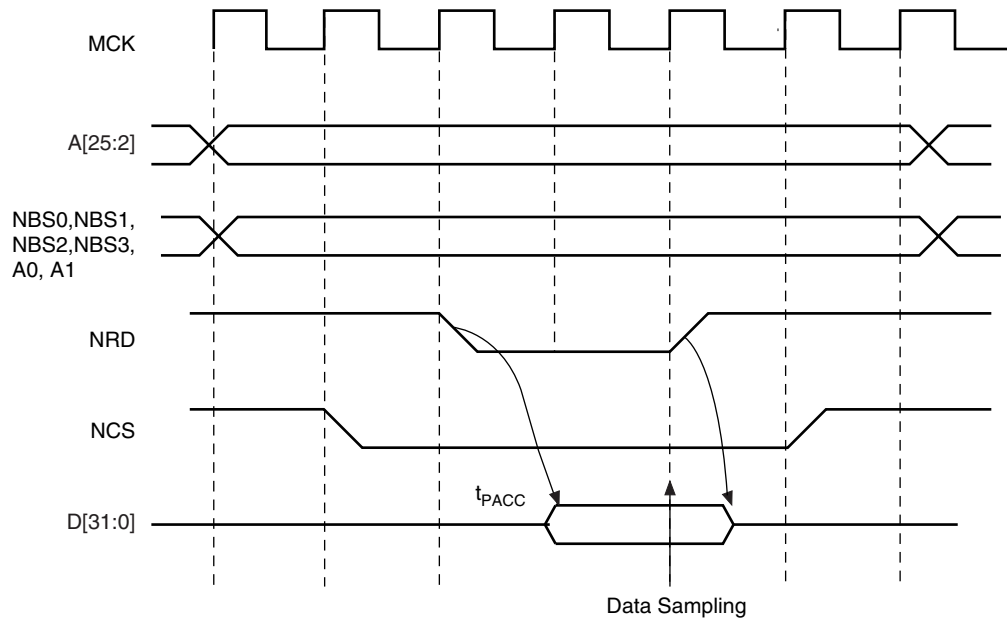 MCK
A[25:2]
NBS0,NBS1,
NBS2,NBS3,
A0, A1
NRD
NCS
tPACC
D[31:0]
Data Sampling